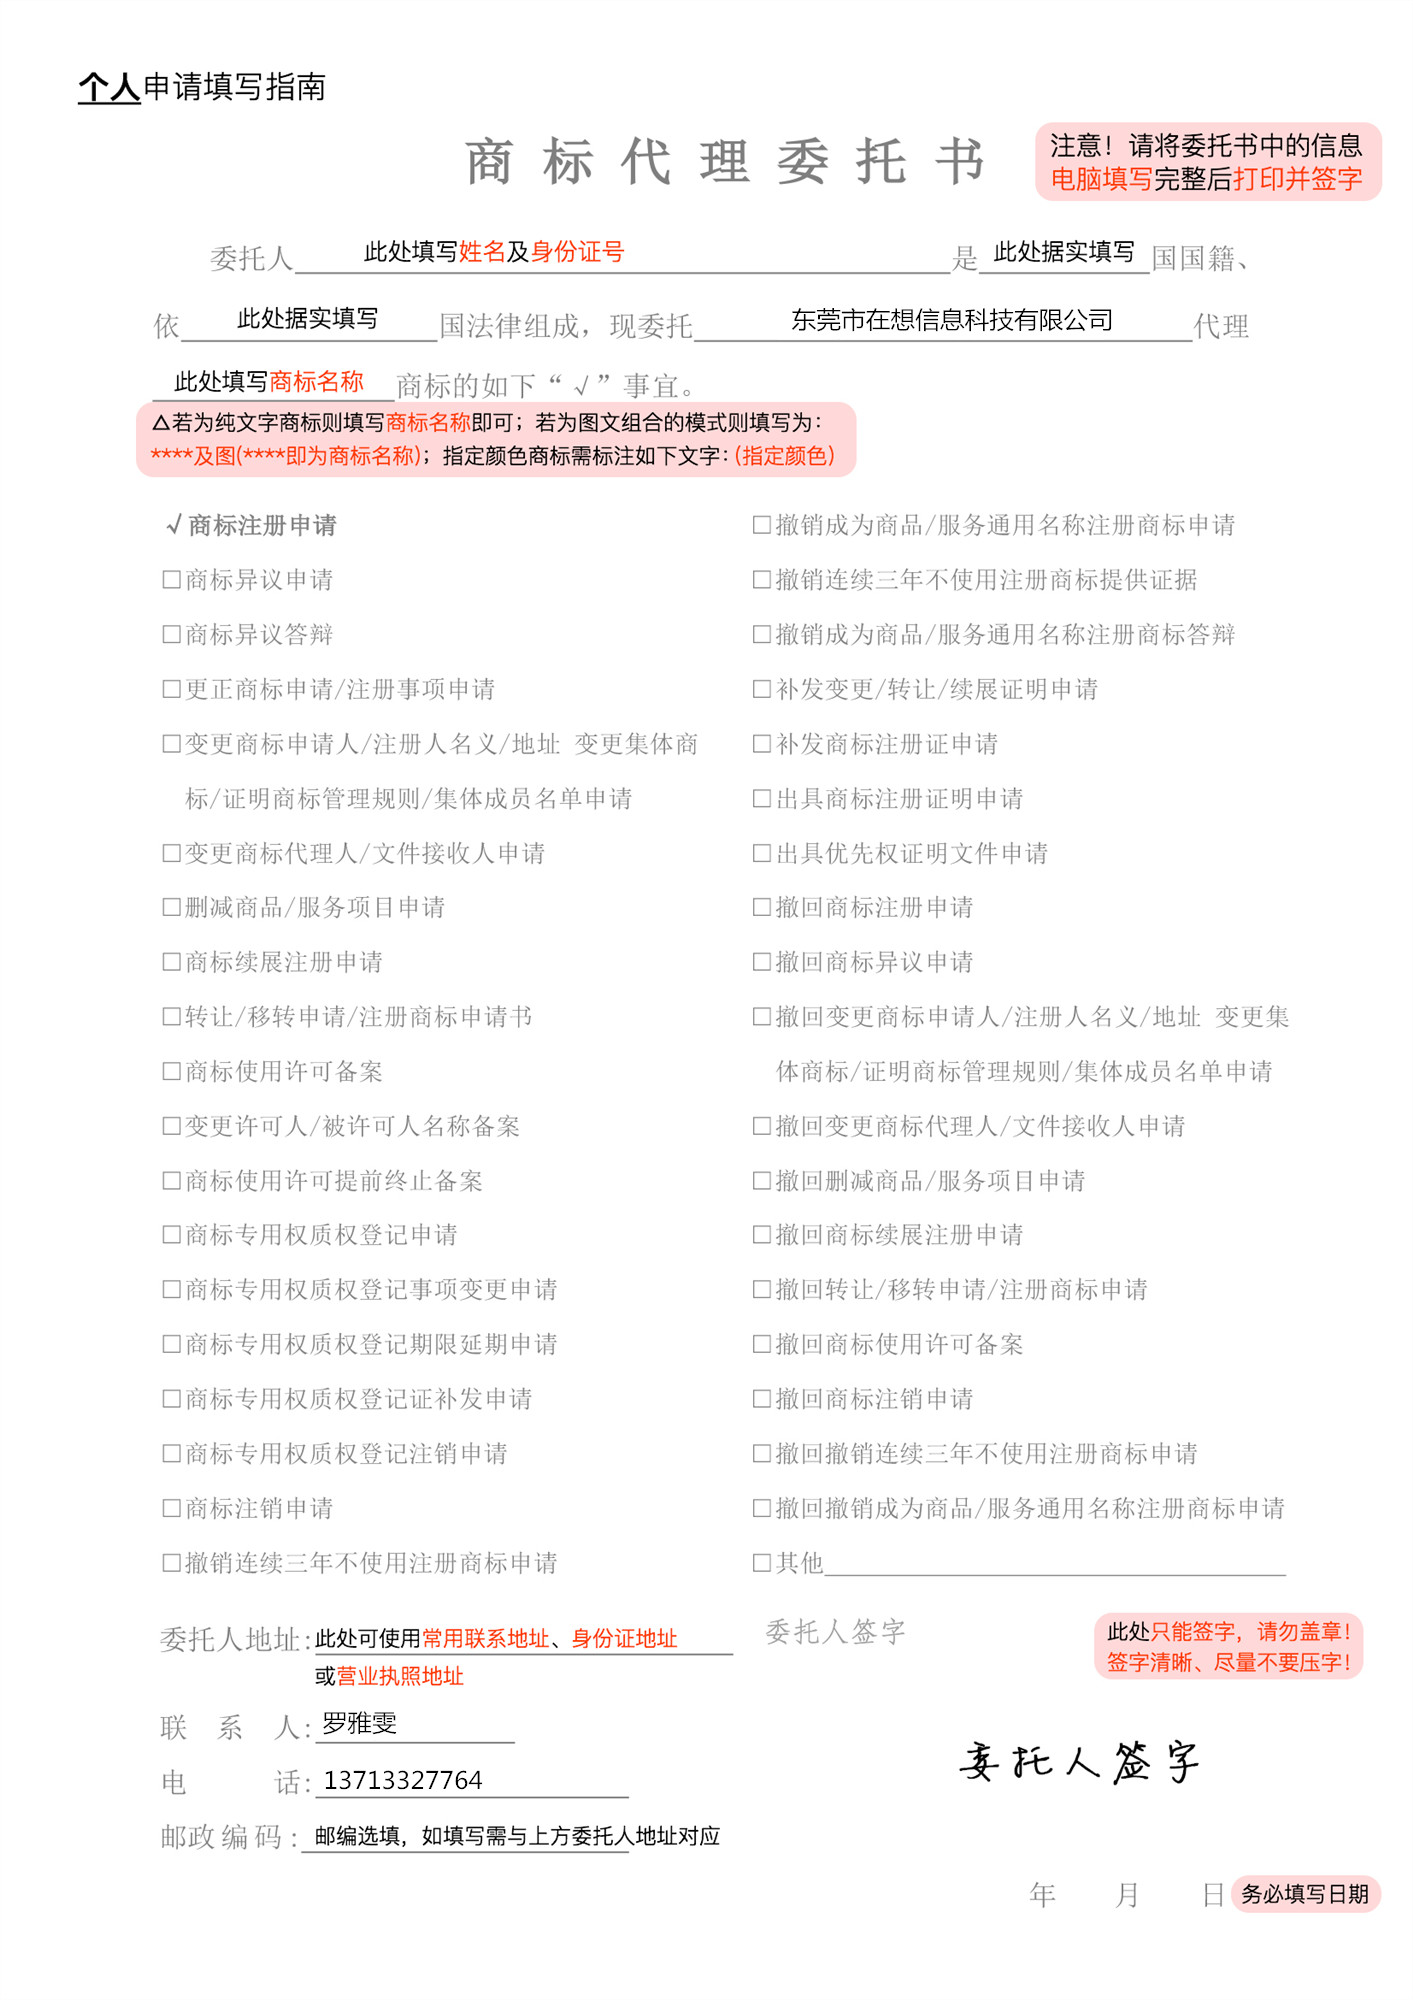 个人申请填写指南
商标代理委托书
注意！请将委托书中的信息
电脑填写完整后打印并签字
委托人 此处填写姓名及身份证号 是 此处据实填写 国国籍、
依 此处据实填写 国法律组成，现委托 东莞市在想信息科技有限公司 代理
此处填写商标名称 商标的如下“√”事宜。
△若为纯文字商标则填写商标名称即可；若为图文组合的模式则填写为：
****及图(****即为商标名称)；指定颜色商标需标注如下文字：(指定颜色)
√商标注册申请
□商标异议申请
□商标异议答辩
□更正商标申请/注册事项申请
□变更商标申请人/注册人名义/地址 变更集体商
标/证明商标管理规则/集体成员名单申请
□变更商标代理人/文件接收人申请
□删减商品/服务项目申请
□商标续展注册申请
□转让/移转申请/注册商标申请书
□商标使用许可备案
□变更许可人/被许可人名称备案
□商标使用许可提前终止备案
□商标专用权质权登记申请
□商标专用权质权登记事项变更申请
□商标专用权质权登记期限延期申请
□商标专用权质权登记证补发申请
□商标专用权质权登记注销申请
□商标注销申请
□撤销连续三年不使用注册商标申请
□撤销成为商品/服务通用名称注册商标申请
□撤销连续三年不使用注册商标提供证据
□撤销成为商品/服务通用名称注册商标答辩
□补发变更/转让/续展证明申请
□补发商标注册证申请
□出具商标注册证明申请
□出具优先权证明文件申请
□撤回商标注册申请
□撤回商标异议申请
□撤回变更商标申请人/注册人名义/地址 变更集
体商标/证明商标管理规则/集体成员名单申请
□撤回变更商标代理人/文件接收人申请
□撤回删减商品/服务项目申请
□撤回商标续展注册申请
□撤回转让/移转申请/注册商标申请
□撤回商标使用许可备案
□撤回商标注销申请
□撤回撤销连续三年不使用注册商标申请
□撤回撤销成为商品/服务通用名称注册商标申请
□其他
委托人地址：此处可使用常用联系地址、身份证地址
或营业执照地址
联系人：罗雅雯
电话：13713327764
邮政编码：邮编选填，如填写需与上方委托人地址对应
委托人签字
此处只能签字，请勿盖章！
签字清晰、尽量不要压字！
委托人签字
年 月 日 务必填写日期